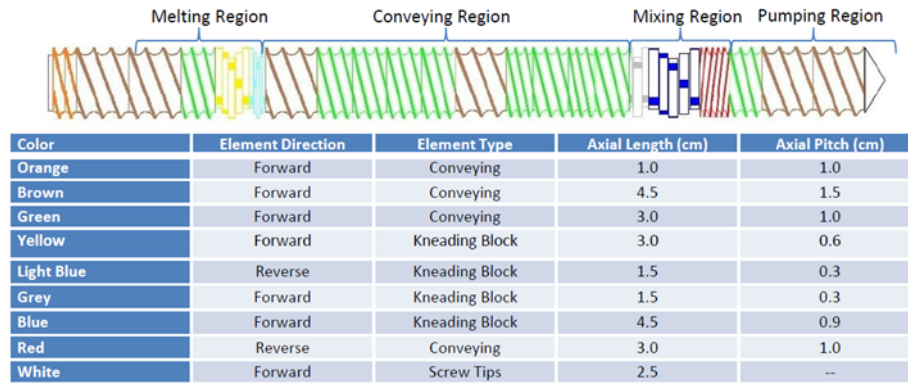 Melting Region Conveying Region Mixing Region Pumping Region
Color Element Direction Element Type Axial Length (cm) Axial Pitch (cm)
Orange Forward Conveying 1.0 1.0
Brown Forward Conveying 4.5 1.5
Green Forward Conveying 3.0 1.0
Yellow Forward Kneading Block 3.0 0.6
Light Blue Reverse Kneading Block 1.5 0.3
Grey Forward Kneading Block 1.5 0.3
Blue Forward Kneading Block 4.5 0.9
Red Reverse Conveying 3.0 1.0
White Forward Screw Tips 2.5 --